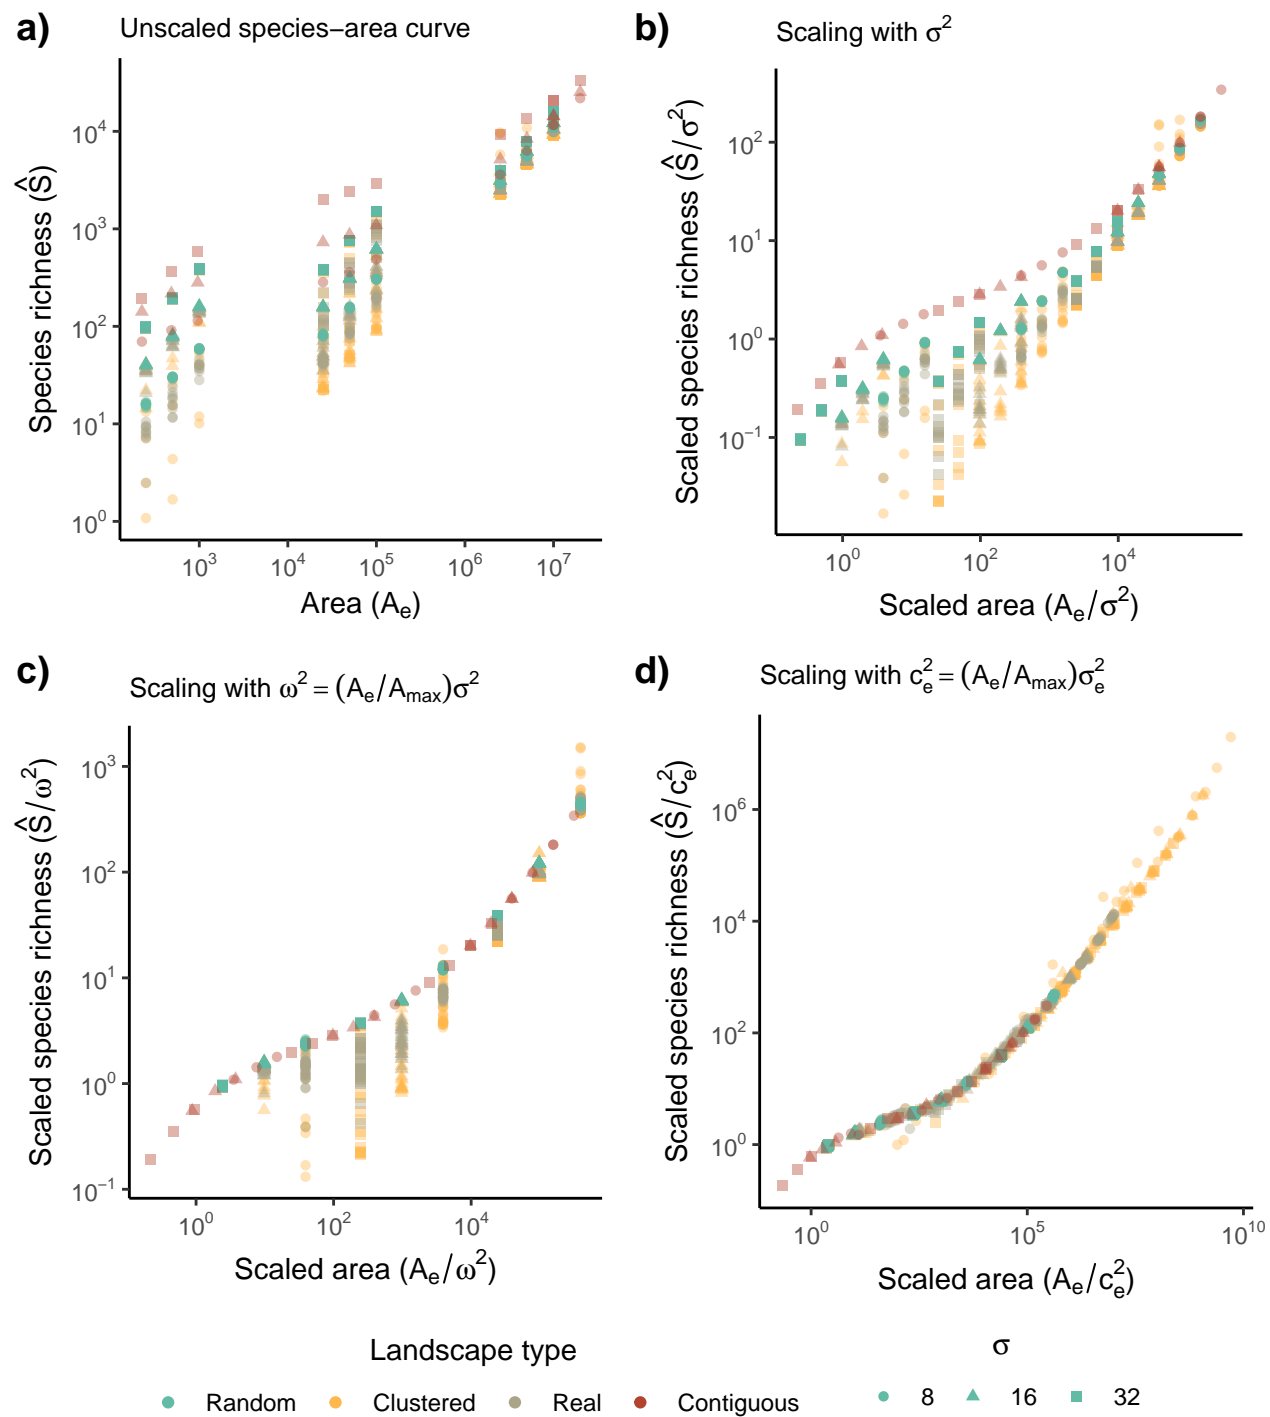 a)
Unscaled species−area curve
Species richness (Ŝ)
10⁴
10³
10²
10¹
10⁰
10³ 10⁴ 10⁵ 10⁶ 10⁷
Area (Aₑ)
b)
Scaling with σ²
Scaled species richness (Ŝ/σ²)
10²
10¹
10⁰
10⁻¹
10⁰ 10² 10⁴
Scaled area (Aₑ/σ²)
c)
Scaling with ω² = (Aₑ/Aₘₐₓ)σ²
Scaled species richness (Ŝ/ω²)
10³
10²
10¹
10⁰
10⁻¹
10⁰ 10² 10⁴
Scaled area (Aₑ/ω²)
d)
Scaling with cₑ² = (Aₑ/Aₘₐₓ)σₑ²
Scaled species richness (Ŝ/cₑ²)
10⁶
10⁴
10²
10⁰
10⁰ 10⁵ 10¹⁰
Scaled area (Aₑ/cₑ²)
Landscape type
Random Clustered Real Contiguous
σ
8 16 32